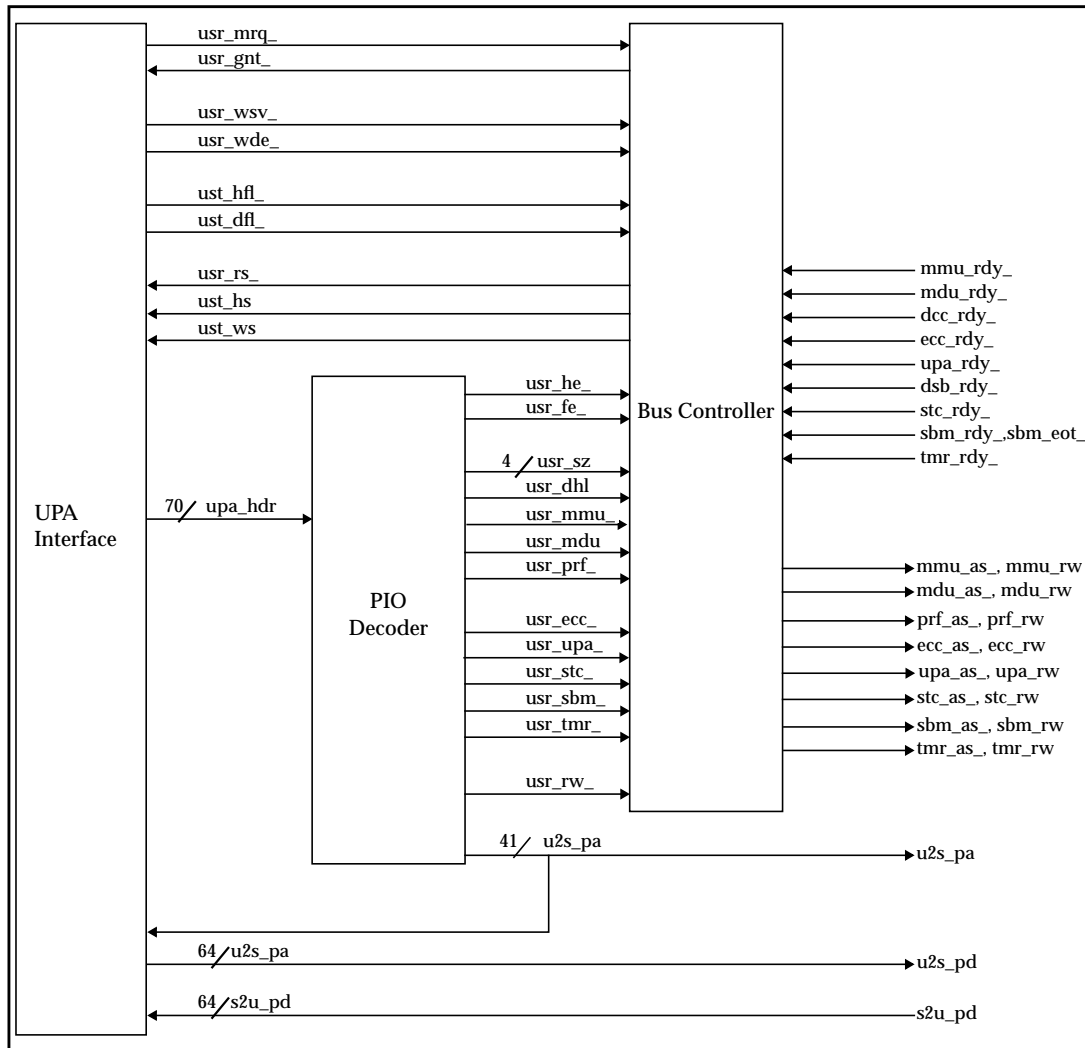 usr_mrq_
usr_gnt_
usr_wsv_
usr_wde_
ust_hfl_
ust_dfl_
usr_rs_
ust_hs
ust_ws
UPA
Interface
70 upa_hdr
PIO
Decoder
usr_he_
usr_fe_
4 usr_sz
usr_dhl
usr_mmu_
usr_mdu
usr_prf_
usr_ecc_
usr_upa_
usr_stc_
usr_sbm_
usr_tmr_
usr_rw_
41 u2s_pa
Bus Controller
mmu_rdy_
mdu_rdy_
dcc_rdy_
ecc_rdy_
upa_rdy_
dsb_rdy_
stc_rdy_
sbm_rdy_,sbm_eot_
tmr_rdy_
mmu_as_, mmu_rw
mdu_as_, mdu_rw
prf_as_, prf_rw
ecc_as_, ecc_rw
upa_as_, upa_rw
stc_as_, stc_rw
sbm_as_, sbm_rw
tmr_as_, tmr_rw
u2s_pa
64 u2s_pa
u2s_pd
64 s2u_pd
s2u_pd